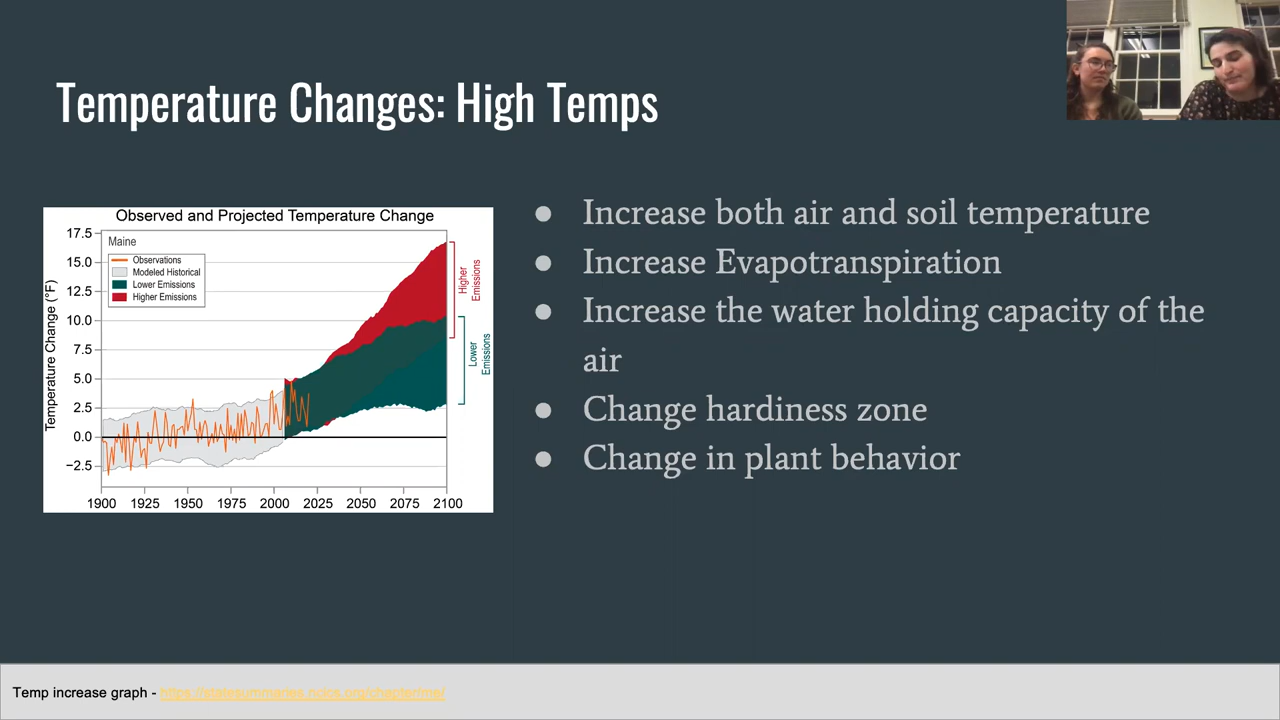 Temperature Changes: High Temps
Observed and Projected Temperature Change
Maine
Observations
Modeled Historical
Lower Emissions
Higher Emissions
Temperature Change (°F)
17.5
15.0
12.5
10.0
7.5
5.0
2.5
0.0
−2.5
1900 1925 1950 1975 2000 2025 2050 2075 2100
Higher
Emissions
Lower
Emissions
● Increase both air and soil temperature
● Increase Evapotranspiration
● Increase the water holding capacity of the
air
● Change hardiness zone
● Change in plant behavior
Temp increase graph - https://statesummaries.ncics.org/chapter/me/